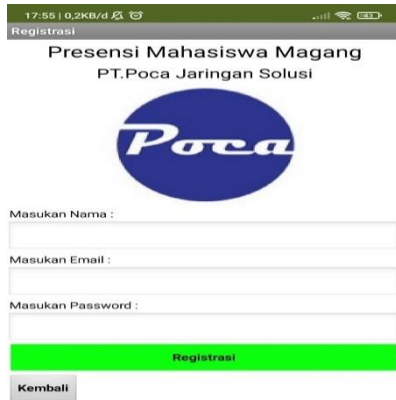 17:55 | 0,2KB/d
Registrasi
Presensi Mahasiswa Magang
PT.Poca Jaringan Solusi
Poca
Masukan Nama :
Masukan Email :
Masukan Password :
Registrasi
Kembali